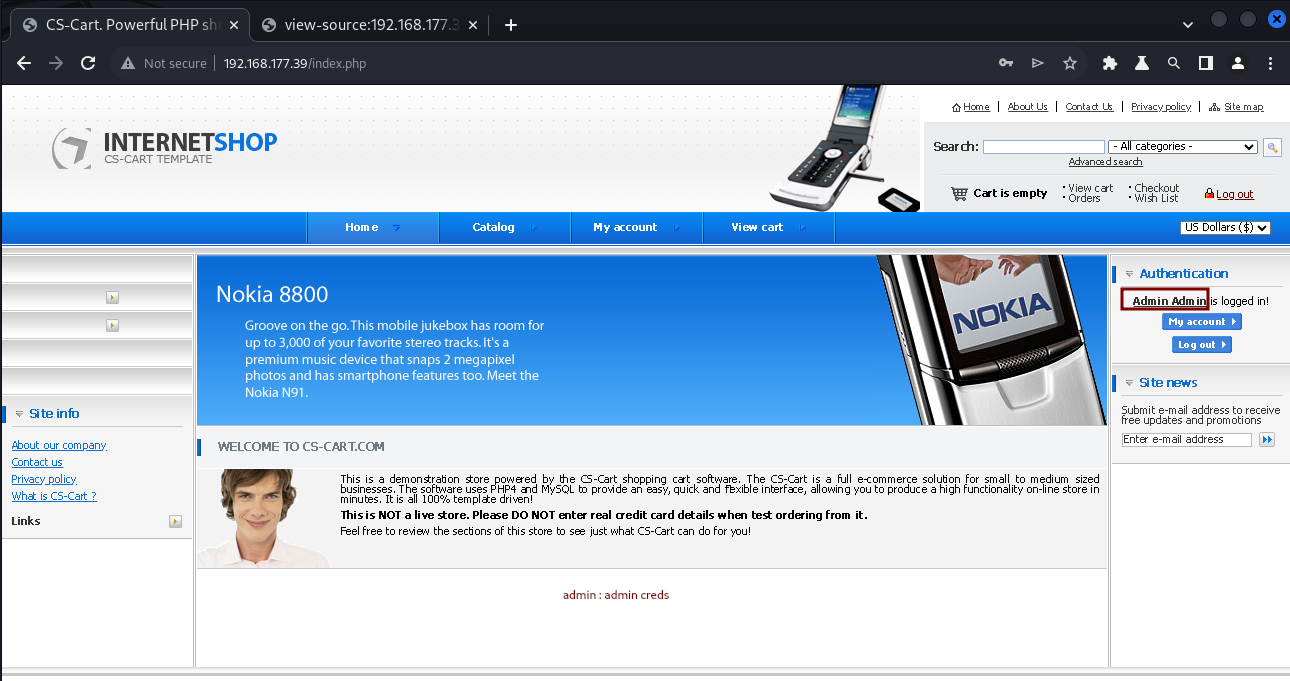 CS-Cart. Powerful PHP sh
view-source:192.168.177.3
Not secure
192.168.177.39/index.php
INTERNETSHOP
CS-CART TEMPLATE
Home
About Us
Contact Us
Privacy policy
Site map
Search:
- All categories -
Advanced search
Cart is empty
· View cart
· Orders
· Checkout
· Wish List
Log out
Home
Catalog
My account
View cart
US Dollars ($)
Site info
About our company
Contact us
Privacy policy
What is CS-Cart ?
Links
Nokia 8800
Groove on the go. This mobile jukebox has room for
up to 3,000 of your favorite stereo tracks. It's a
premium music device that snaps 2 megapixel
photos and has smartphone features too. Meet the
Nokia N91.
NOKIA
WELCOME TO CS-CART.COM
This is a demonstration store powered by the CS-Cart shopping cart software. The CS-Cart is a full e-commerce solution for small to medium sized
businesses. The software uses PHP4 and MySQL to provide an easy, quick and flexible interface, allowing you to produce a high functionality on-line store in
minutes. It is all 100% template driven!
This is NOT a live store. Please DO NOT enter real credit card details when test ordering from it.
Feel free to review the sections of this store to see just what CS-Cart can do for you!
admin : admin creds
Authentication
Admin Admin is logged in!
My account
Log out
Site news
Submit e-mail address to receive
free updates and promotions
Enter e-mail address